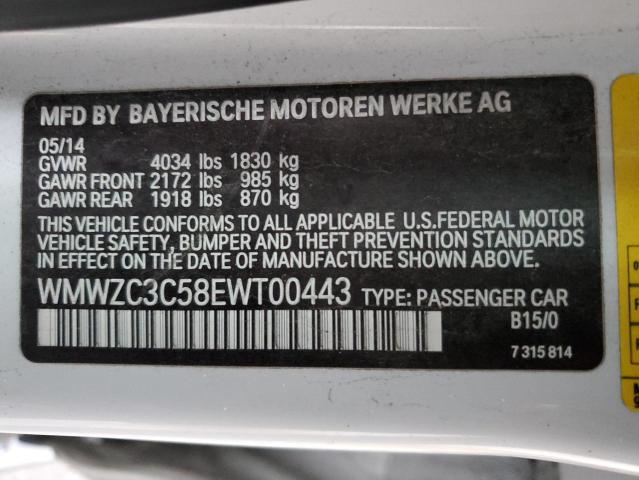 MFD BY BAYERISCHE MOTOREN WERKE AG
05/14
GVWR 4034 lbs 1830 kg
GAWR FRONT 2172 lbs 985 kg
GAWR REAR 1918 lbs 870 kg
THIS VEHICLE CONFORMS TO ALL APPLICABLE U.S.FEDERAL MOTOR
VEHICLE SAFETY, BUMPER AND THEFT PREVENTION STANDARDS
IN EFFECT ON THE DATE OF MANUFACTURE SHOWN ABOVE.
WMWZC3C58EWT00443 TYPE: PASSENGER CAR
B15/0
7 315 814